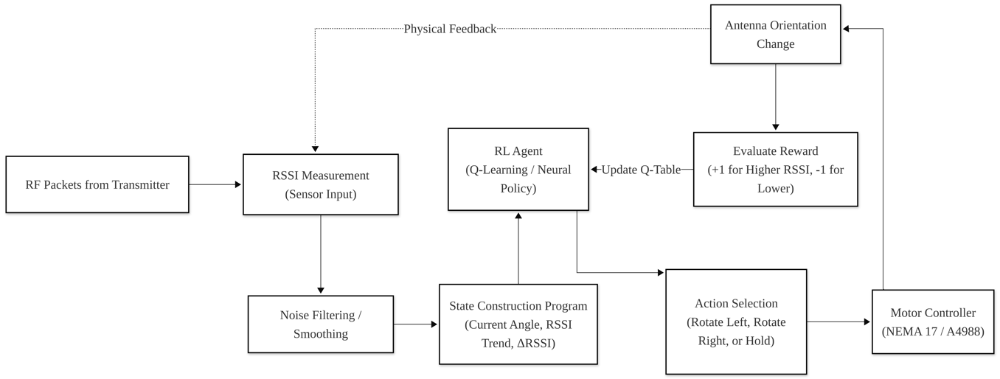 Physical Feedback
Antenna Orientation
Change
RF Packets from Transmitter
RSSI Measurement
(Sensor Input)
RL Agent
(Q-Learning / Neural
Policy)
Update Q-Table
Evaluate Reward
(+1 for Higher RSSI, -1 for
Lower)
Noise Filtering /
Smoothing
State Construction Program
(Current Angle, RSSI
Trend, ΔRSSI)
Action Selection
(Rotate Left, Rotate
Right, or Hold)
Motor Controller
(NEMA 17 / A4988)